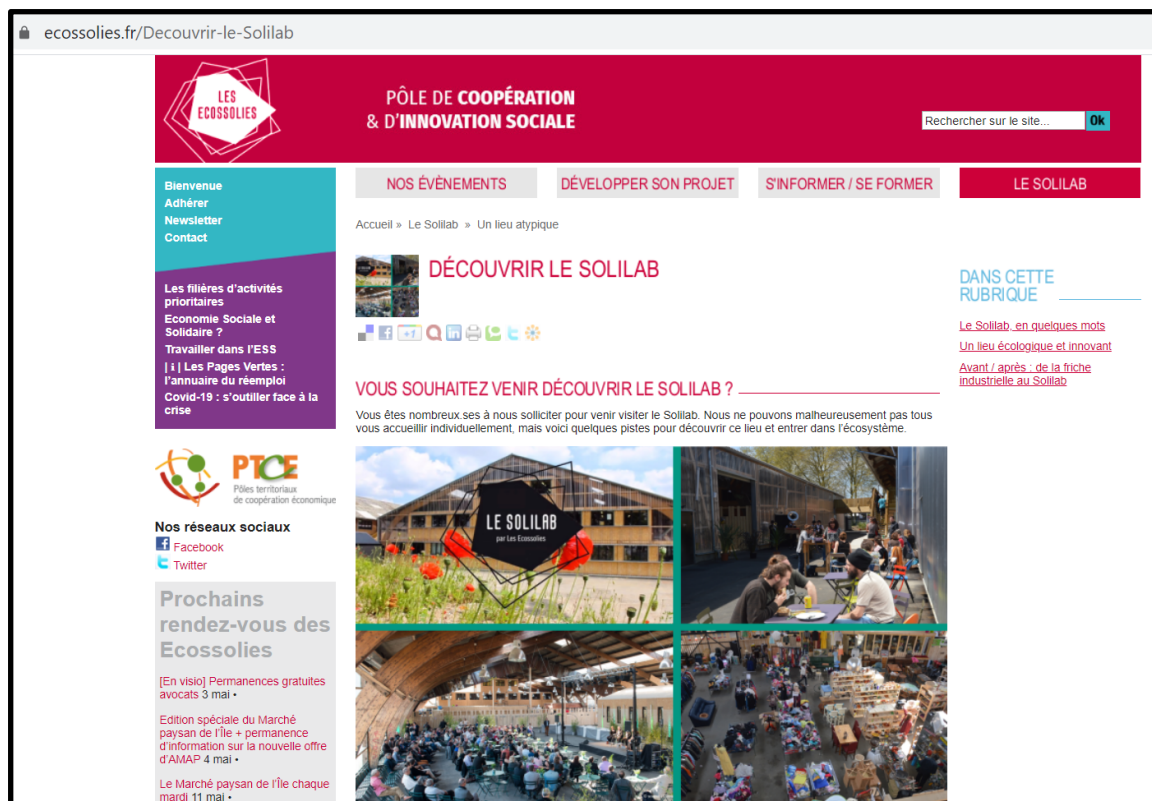 ecossolies.fr/Decouvrir-le-Solilab
LES
ECOSSOLIES
PÔLE DE COOPÉRATION
& D'INNOVATION SOCIALE
Rechercher sur le site...
Ok
Bienvenue
Adhérer
Newsletter
Contact
Les filières d'activités
prioritaires
Economie Sociale et
Solidaire ?
Travailler dans l'ESS
| i | Les Pages Vertes :
l'annuaire du réemploi
Covid-19 : s'outiller face à la
crise
PTCE
Pôles territoriaux
de coopération économique
Nos réseaux sociaux
Facebook
Twitter
Prochains
rendez-vous des
Ecossolies
[En visio] Permanences gratuites
avocats 3 mai •
Edition spéciale du Marché
paysan de l'Île + permanence
d'information sur la nouvelle offre
d'AMAP 4 mai •
Le Marché paysan de l'Île chaque
mardi 11 mai •
NOS ÉVÈNEMENTS
DÉVELOPPER SON PROJET
S'INFORMER / SE FORMER
LE SOLILAB
Accueil » Le Solilab » Un lieu atypique
DÉCOUVRIR LE SOLILAB
+1
VOUS SOUHAITEZ VENIR DÉCOUVRIR LE SOLILAB ?
Vous êtes nombreux.ses à nous solliciter pour venir visiter le Solilab. Nous ne pouvons malheureusement pas tous
vous accueillir individuellement, mais voici quelques pistes pour découvrir ce lieu et entrer dans l'écosystème.
LE SOLILAB
par Les Ecossolies
DANS CETTE
RUBRIQUE
Le Solilab, en quelques mots
Un lieu écologique et innovant
Avant / après : de la friche
industrielle au Solilab